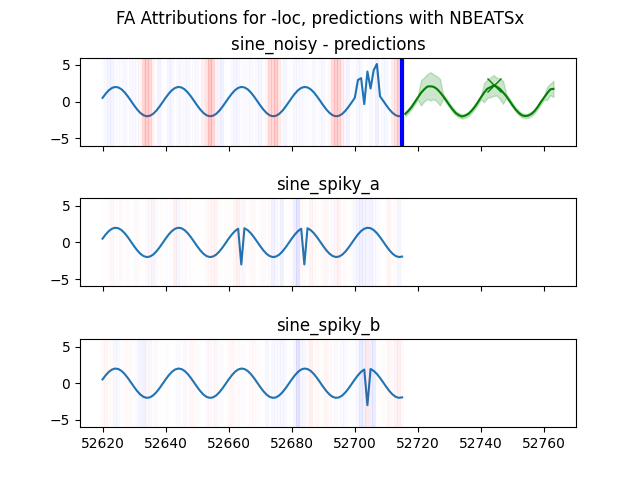 FA Attributions for -loc, predictions with NBEATSx
sine_noisy - predictions
5
0
−5
sine_spiky_a
5
0
−5
sine_spiky_b
5
0
−5
52620 52640 52660 52680 52700 52720 52740 52760